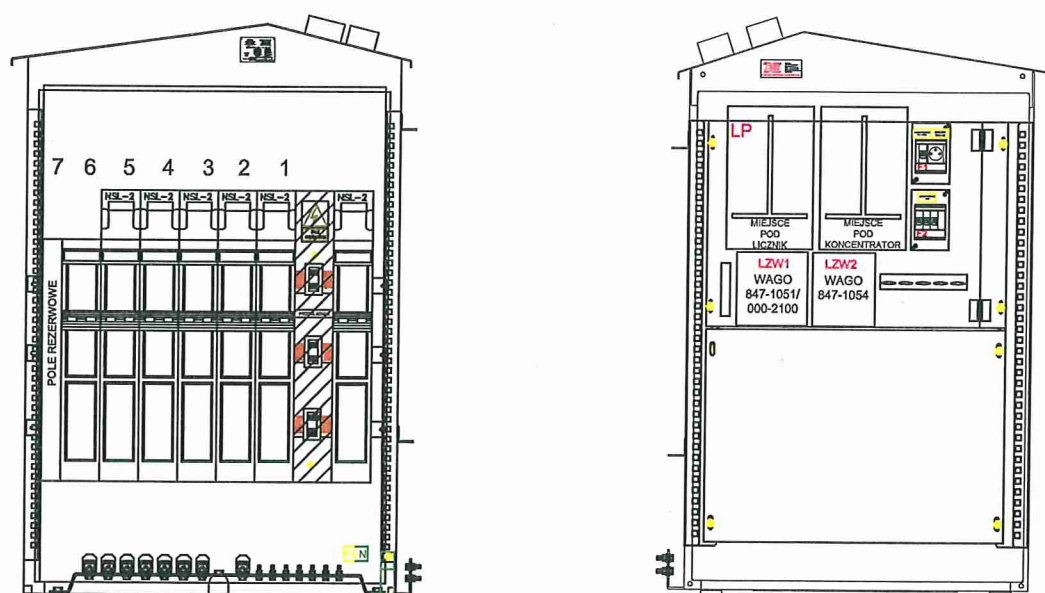 7 6 5 4 3 2 1
NSL-2 NSL-2 NSL-2 NSL-2 NSL-2 NSL-2
POLE REZERWOWE
N
LP
MIEJSCE
POD
LICZNIK
MIEJSCE
POD
KONCENTRATOR
F1
F2
LZW1
WAGO
847-1051/
000-2100
LZW2
WAGO
847-1054